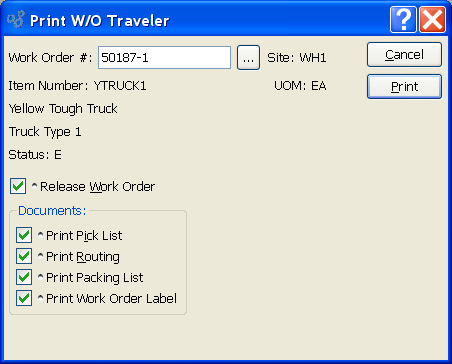 Print W/O Traveler
Work Order #: 50187-1 ... Site: WH1 Cancel
Item Number: YTRUCK1 UOM: EA Print
Yellow Tough Truck
Truck Type 1
Status: E
Release Work Order
Documents:
Print Pick List
Print Routing
Print Packing List
Print Work Order Label